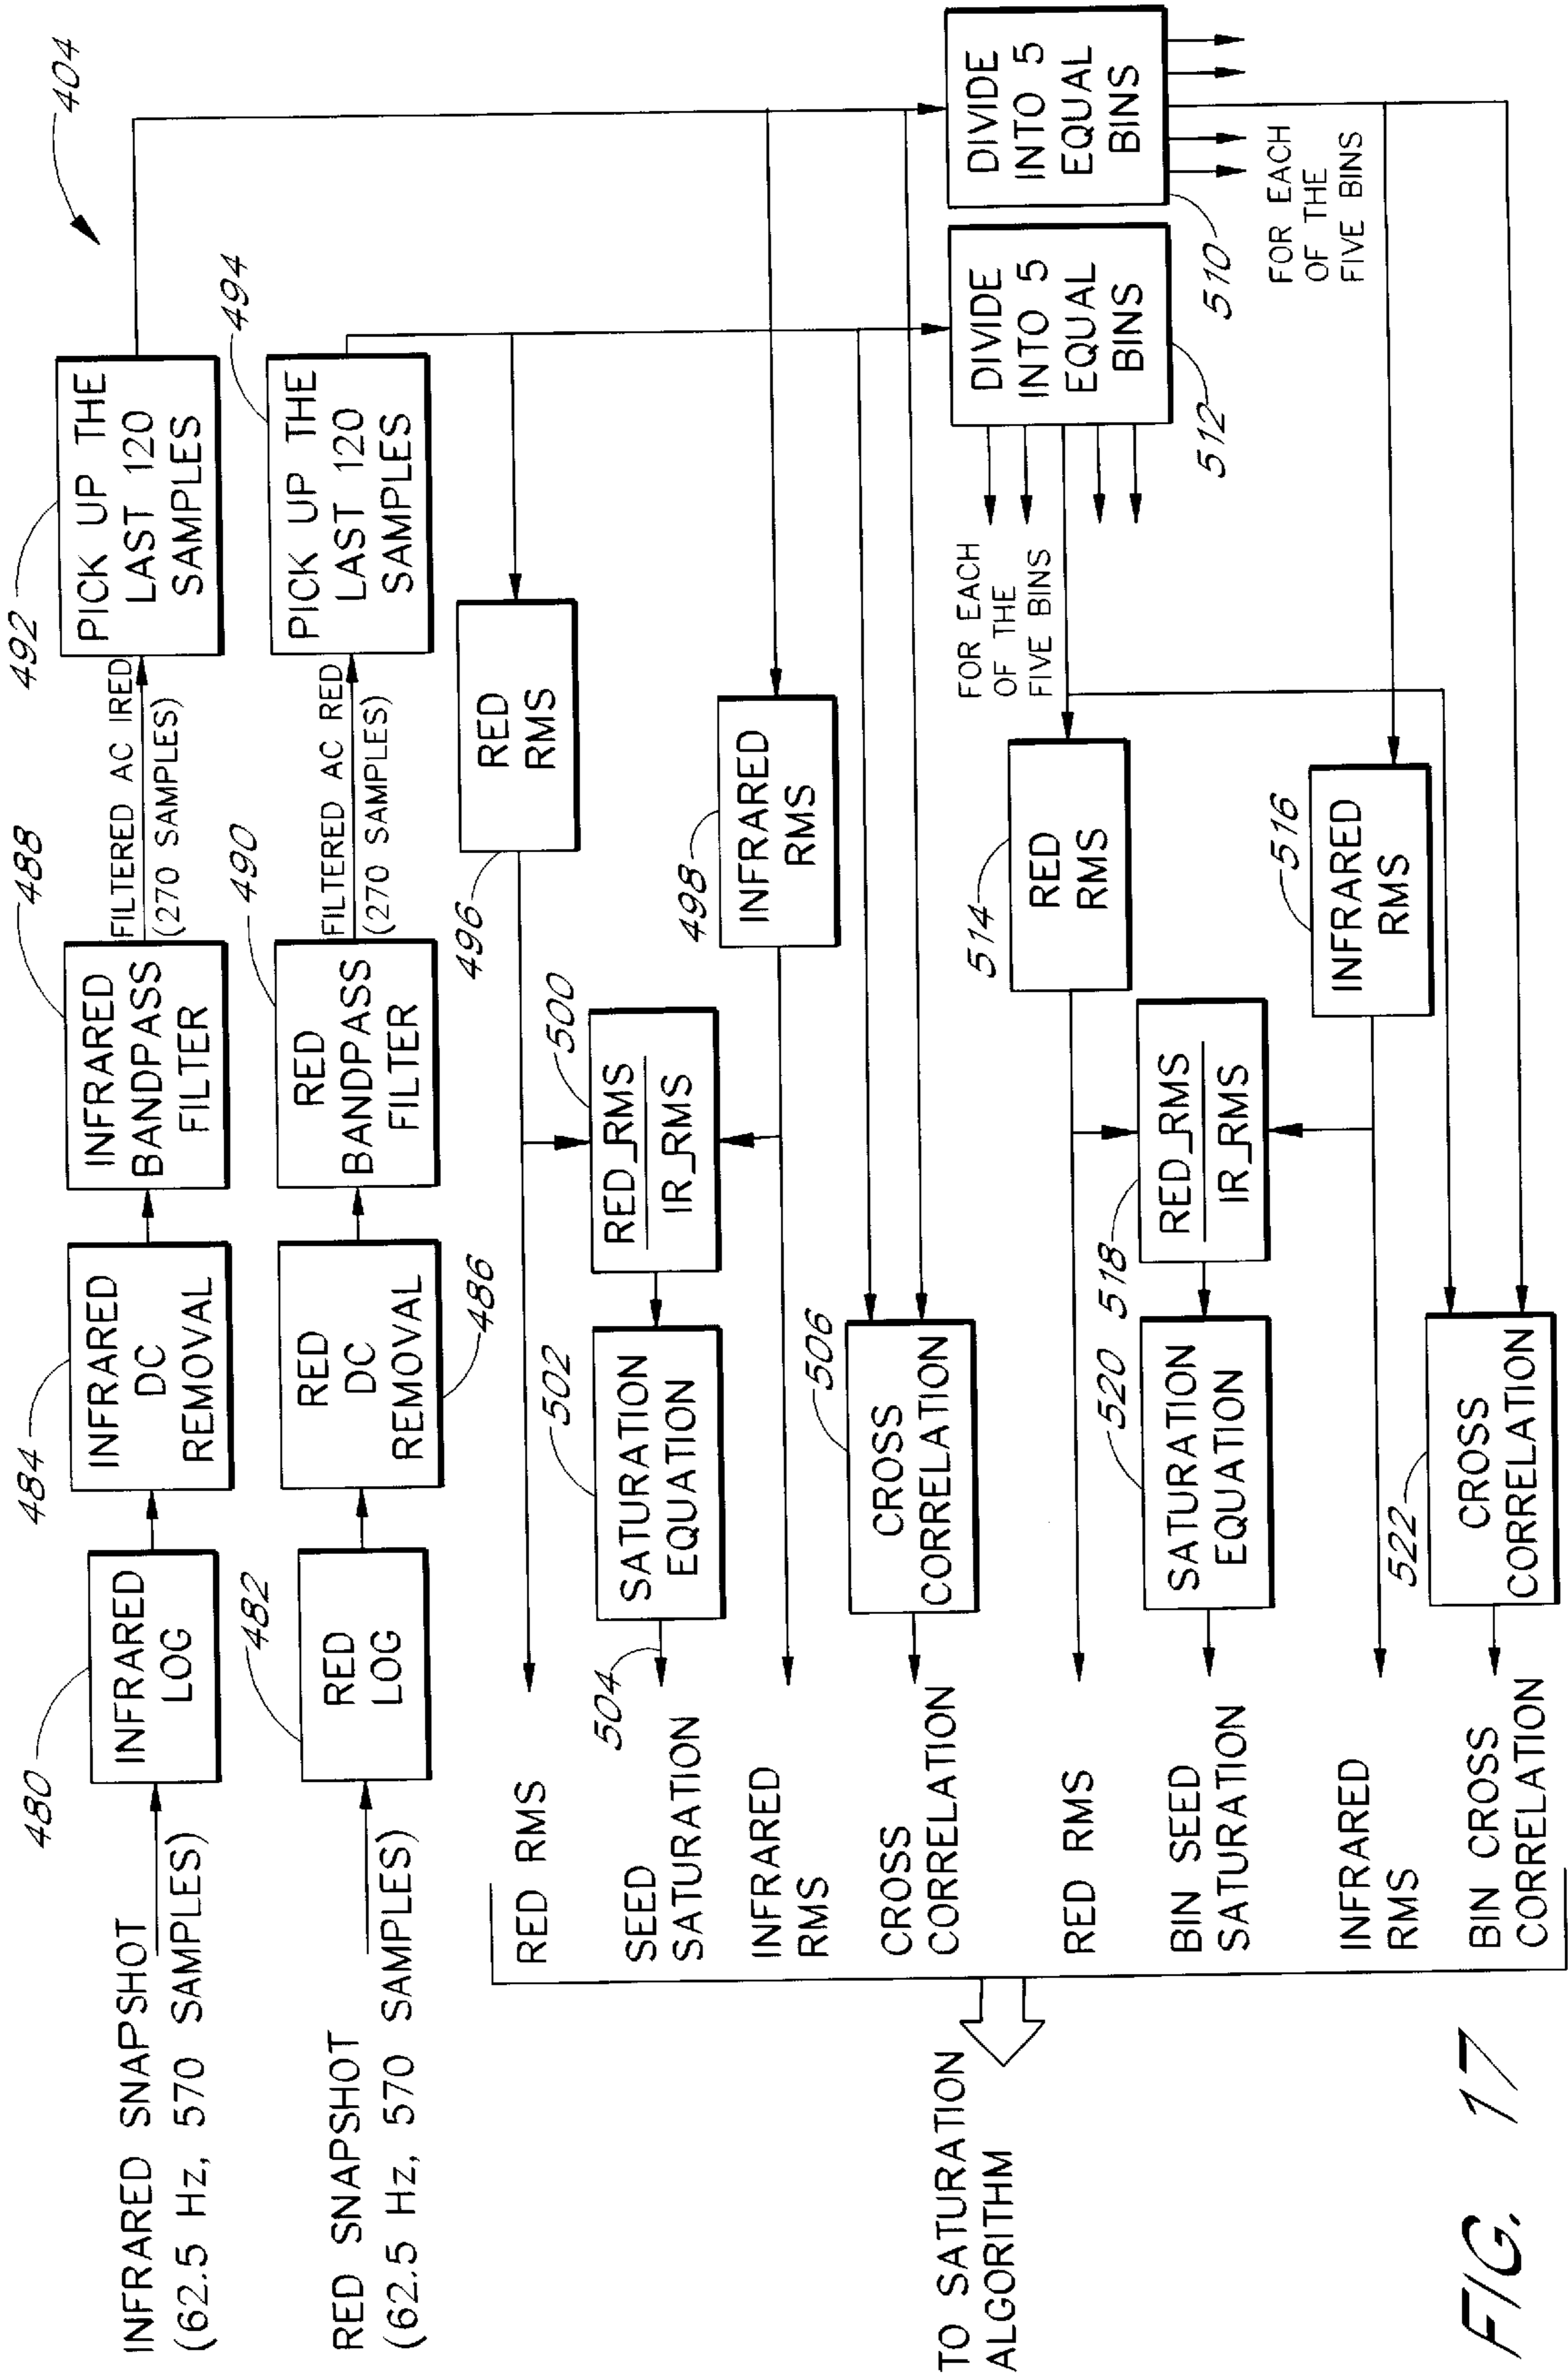 404
INFRARED SNAPSHOT
(62.5 Hz, 570 SAMPLES)
480
INFRARED
LOG
484
INFRARED
DC
REMOVAL
488
INFRARED
BANDPASS
FILTER
FILTERED AC IRED
(270 SAMPLES)
492
PICK UP THE
LAST 120
SAMPLES
RED SNAPSHOT
(62.5 Hz, 570 SAMPLES)
482
RED
LOG
486
RED
DC
REMOVAL
490
RED
BANDPASS
FILTER
FILTERED AC RED
(270 SAMPLES)
494
PICK UP THE
LAST 120
SAMPLES
RED RMS
496
RED
RMS
SEED
SATURATION
504
502
SATURATION
EQUATION
500
RED_RMS
IR_RMS
INFRARED
RMS
498
INFRARED
RMS
CROSS
CORRELATION
506
CROSS
CORRELATION
DIVIDE
INTO 5
EQUAL
BINS
512
DIVIDE
INTO 5
EQUAL
BINS
510
FOR EACH
OF THE
FIVE BINS
FOR EACH
OF THE
FIVE BINS
RED RMS
514
RED
RMS
BIN SEED
SATURATION
520
SATURATION
EQUATION
518
RED_RMS
IR_RMS
INFRARED
RMS
516
INFRARED
RMS
BIN CROSS
CORRELATION
522
CROSS
CORRELATION
TO SATURATION
ALGORITHM
FIG. 17